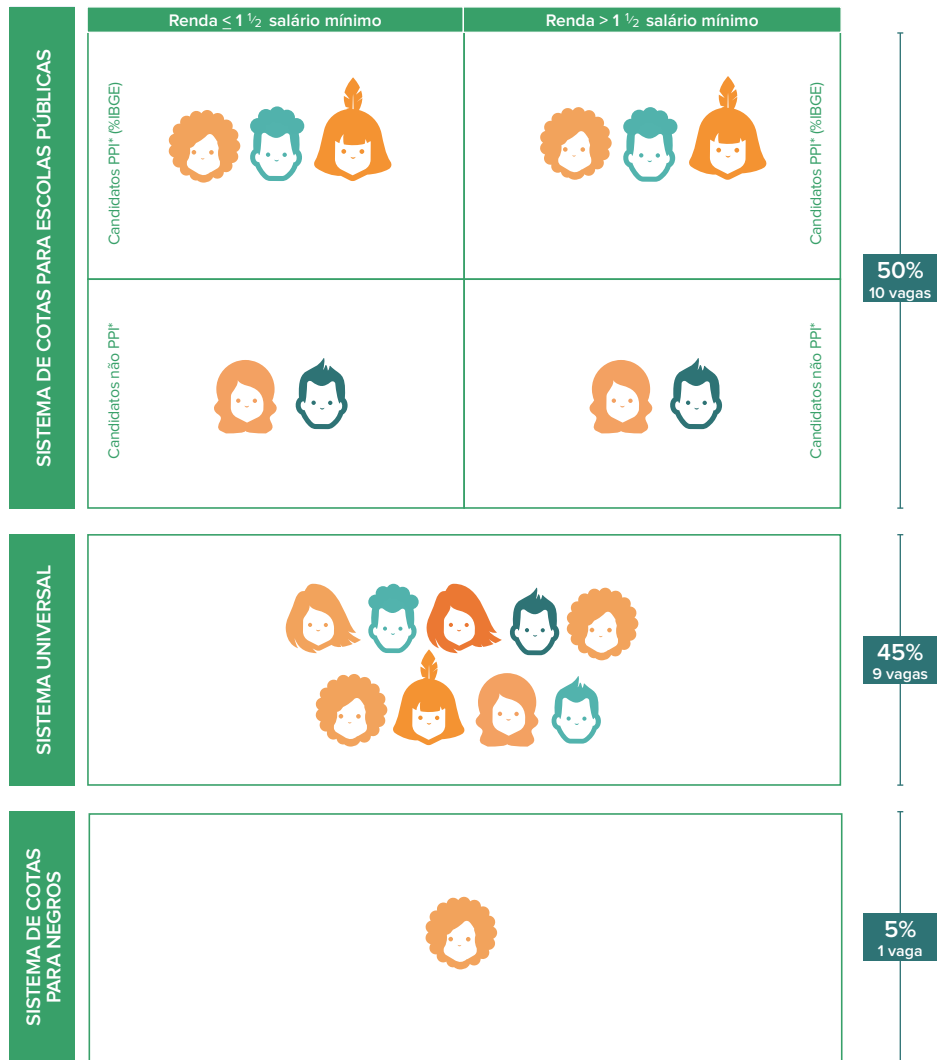 Renda ≤ 1 ½ salário mínimo
Renda > 1 ½ salário mínimo
SISTEMA DE COTAS PARA ESCOLAS PÚBLICAS
Candidatos PPI* (%IBGE)
Candidatos PPI* (%IBGE)
Candidatos não PPI*
Candidatos não PPI*
50%
10 vagas
SISTEMA UNIVERSAL
45%
9 vagas
SISTEMA DE COTAS
PARA NEGROS
5%
1 vaga